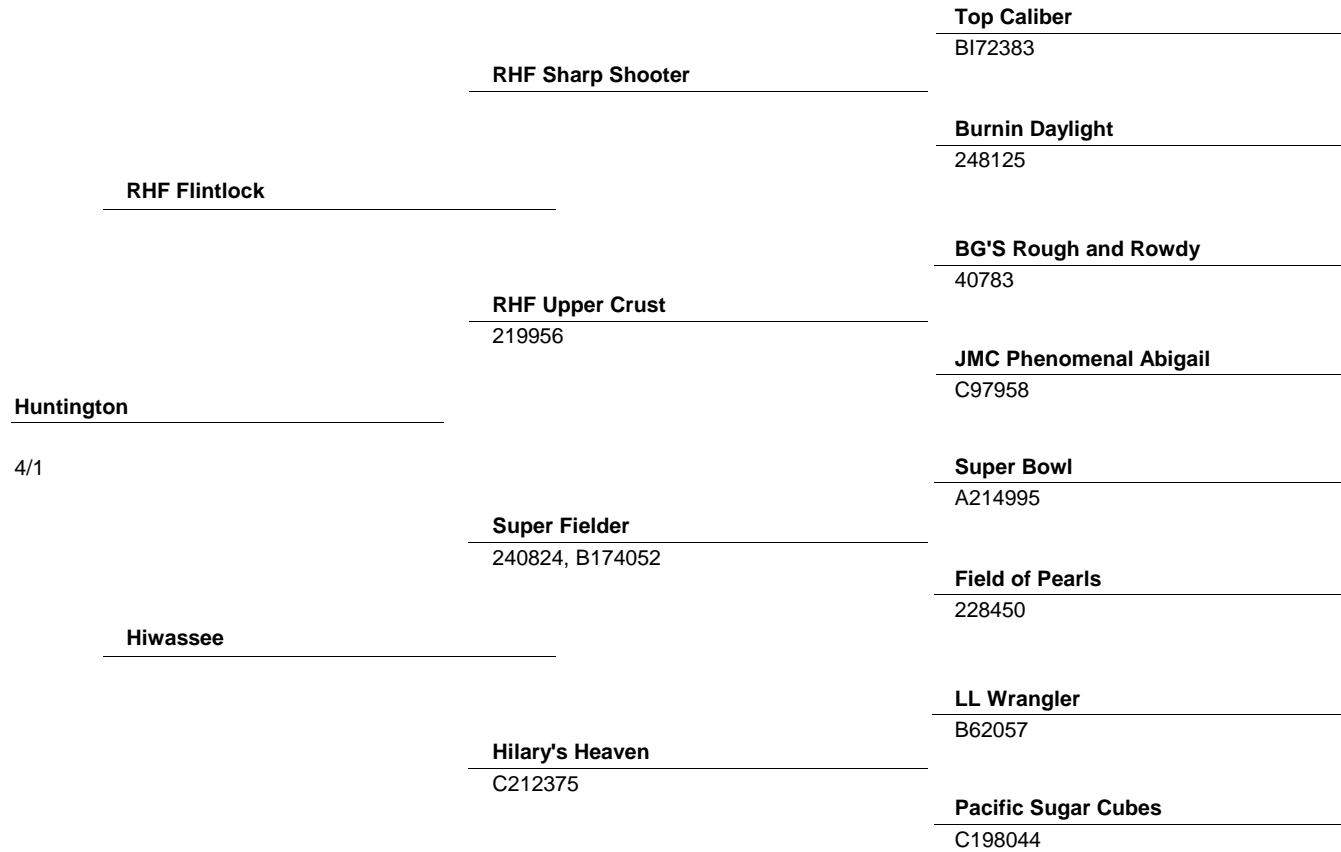 Top Caliber
BI72383
RHF Sharp Shooter
Burnin Daylight
248125
RHF Flintlock
BG'S Rough and Rowdy
40783
RHF Upper Crust
219956
JMC Phenomenal Abigail
C97958
Huntington
4/1
Super Bowl
A214995
Super Fielder
240824, B174052
Field of Pearls
228450
Hiwassee
LL Wrangler
B62057
Hilary's Heaven
C212375
Pacific Sugar Cubes
C198044